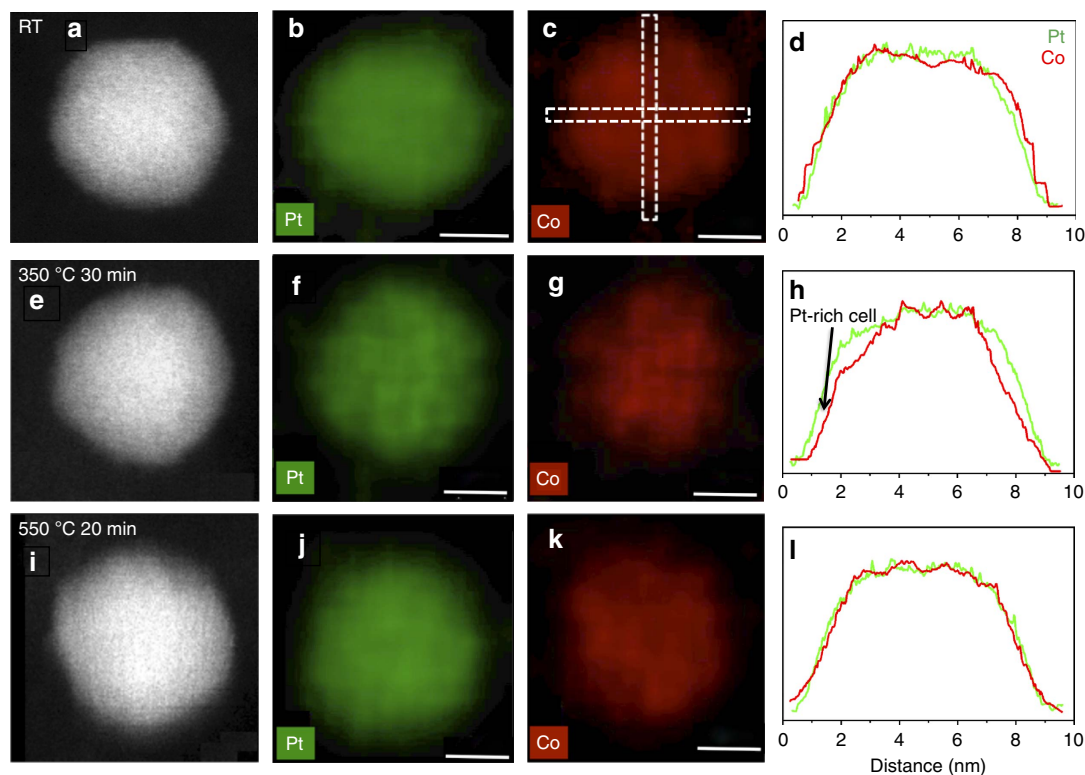 RT
a
b
Pt
c
Co
d
Pt
Co
0 2 4 6 8 10
350 °C 30 min
e
f
Pt
g
Co
h
Pt-rich cell
0 2 4 6 8 10
550 °C 20 min
i
j
Pt
k
Co
l
0 2 4 6 8 10
Distance (nm)